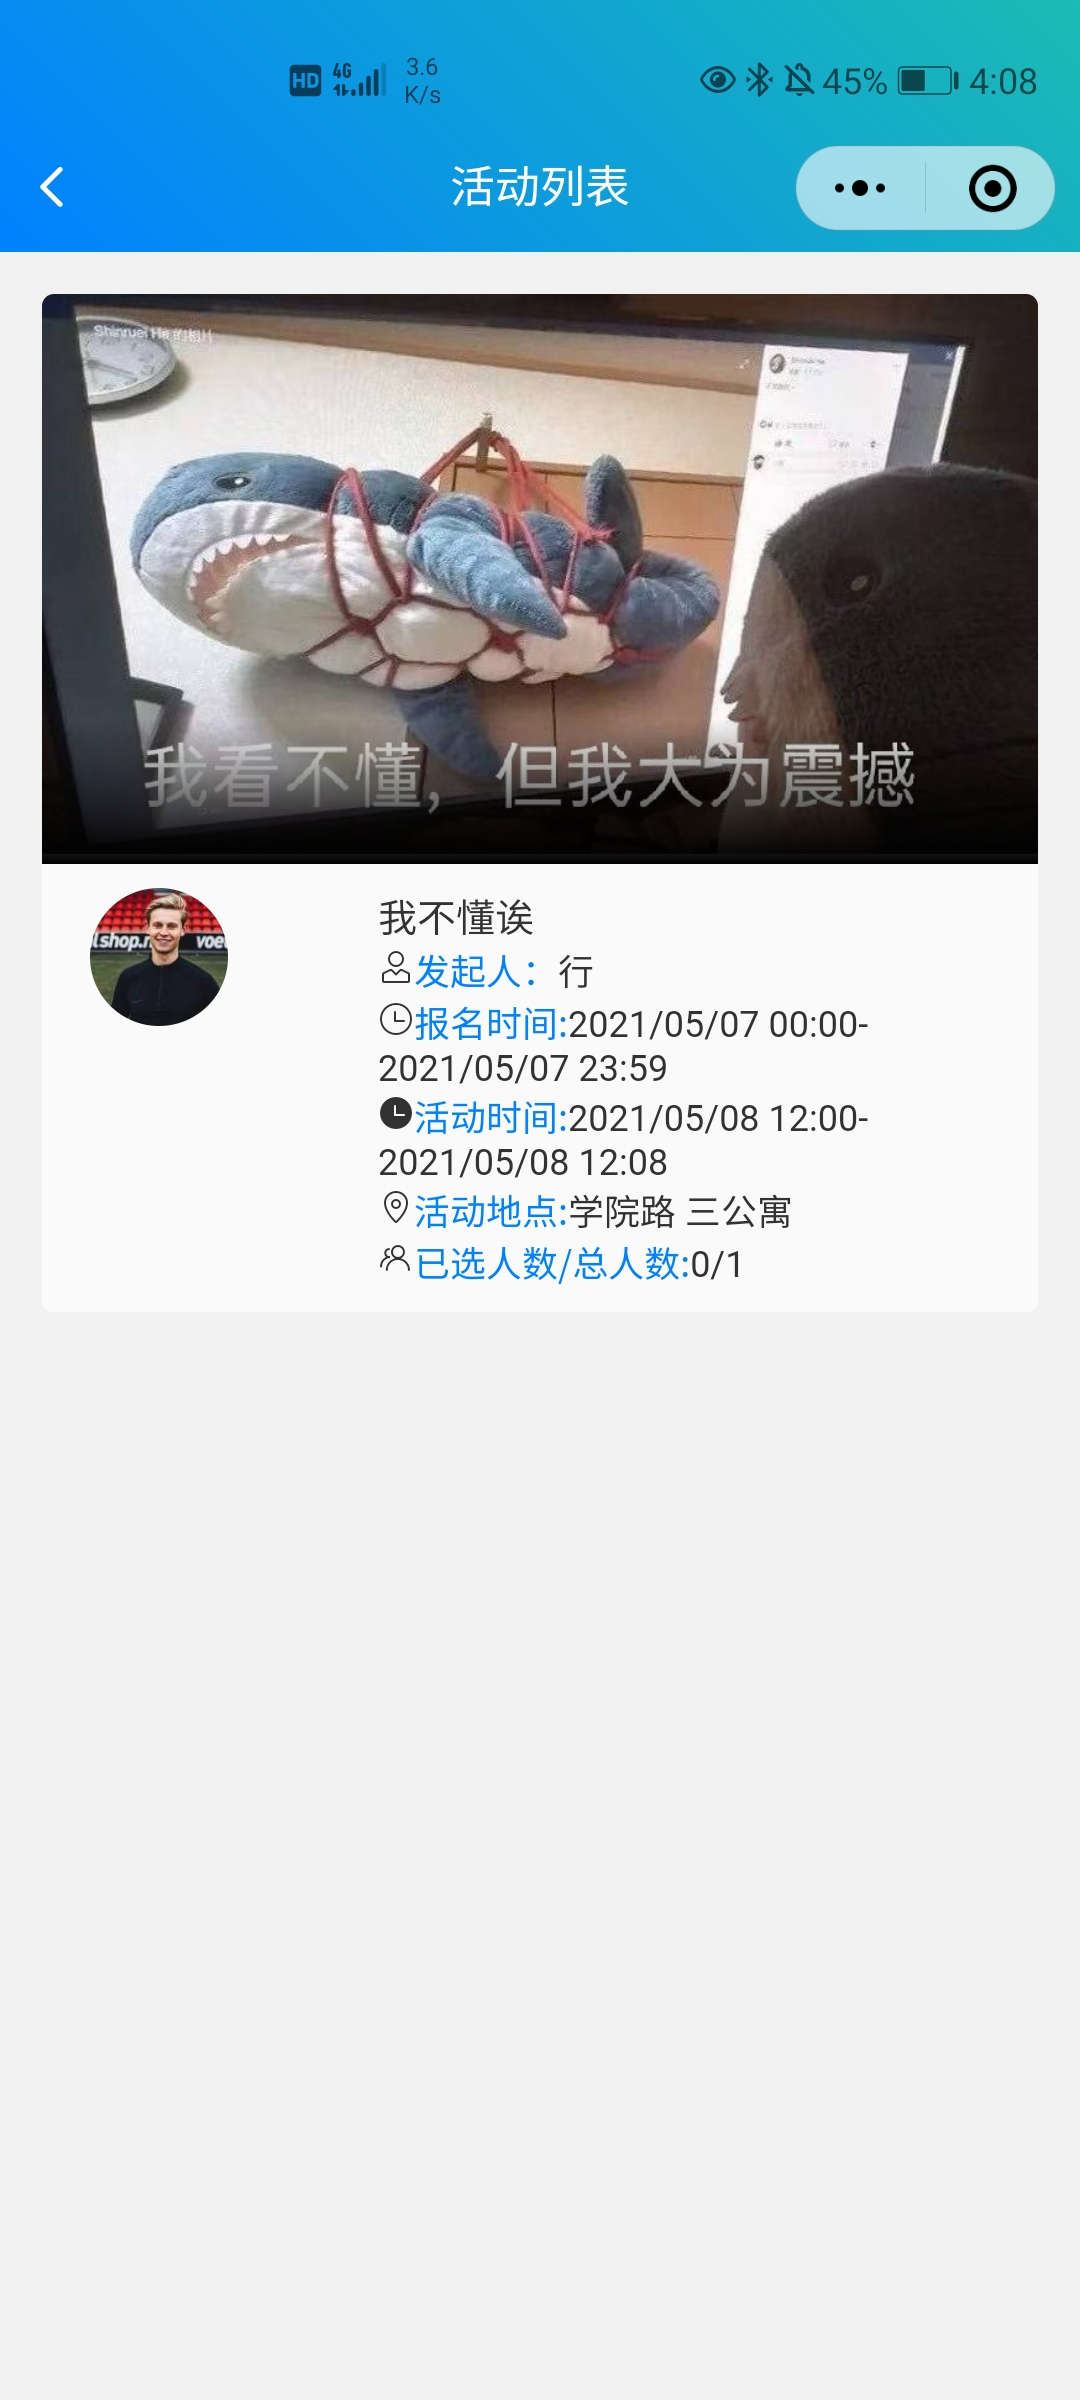 HD 4G 3.6 K/s 45% 4:08
活动列表
Shinruei He 的相片
我看不懂，但我大为震撼
shop.n voe
我不懂诶
发起人：行
报名时间:2021/05/07 00:00-
2021/05/07 23:59
活动时间:2021/05/08 12:00-
2021/05/08 12:08
活动地点:学院路 三公寓
已选人数/总人数:0/1